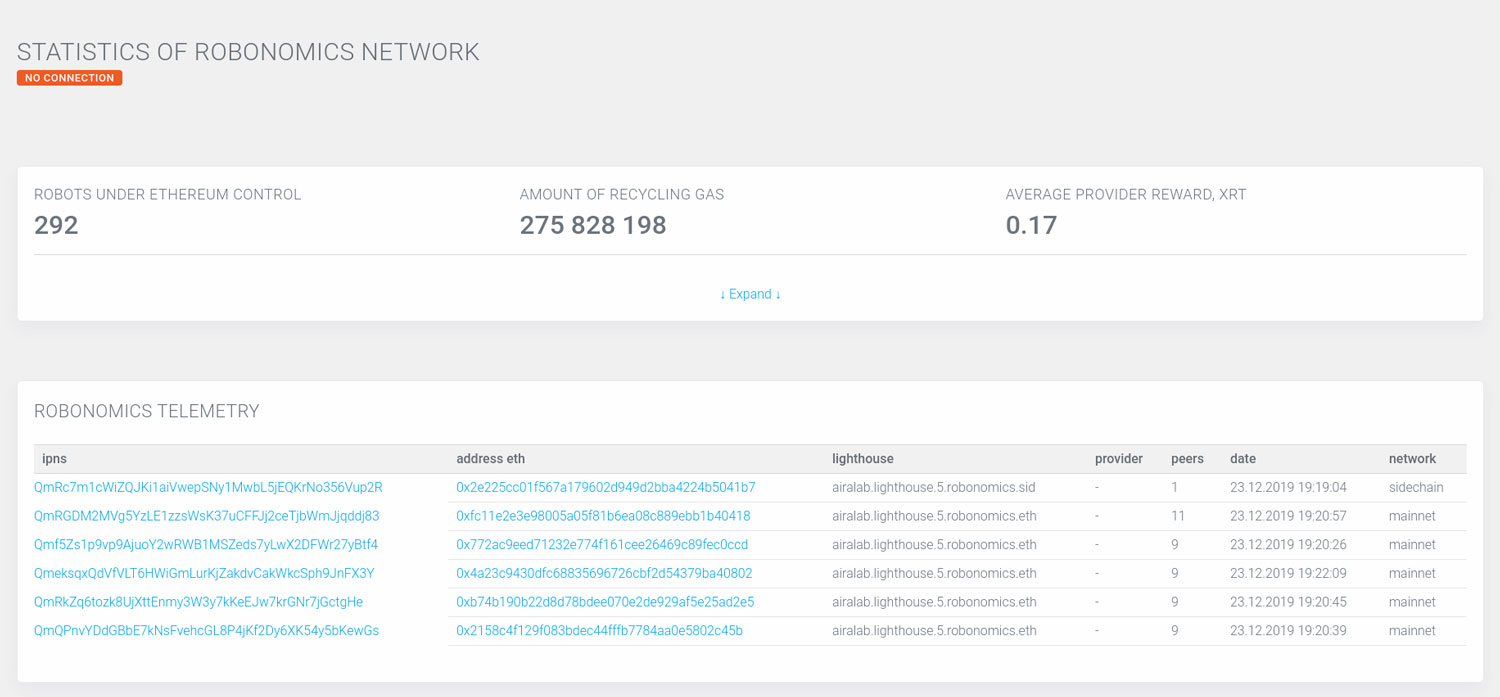 STATISTICS OF ROBONOMICS NETWORK
NO CONNECTION
ROBOTS UNDER ETHEREUM CONTROL AMOUNT OF RECYCLING GAS AVERAGE PROVIDER REWARD, XRT
292 275 828 198 0.17
↓ Expand ↓
ROBONOMICS TELEMETRY
ipns address eth lighthouse provider peers date network
QmRc7m1cWiZQJKi1aiVwepSNy1MwbL5jEQKrNo356Vup2R 0x2e225cc01f567a179602d949d2bba4224b5041b7 airalab.lighthouse.5.robonomics.sid - 1 23.12.2019 19:19:04 sidechain
QmRGDM2MVg5YzLE1zzsWsK37uCFFJj2ceTjbWmJjqddj83 0xfc11e2e3e98005a05f81b6ea08c889ebb1b40418 airalab.lighthouse.5.robonomics.eth - 11 23.12.2019 19:20:57 mainnet
Qmf5Zs1p9vp9AjuoY2wRWB1MSZeds7yLwX2DFWr27yBtf4 0x772ac9eed71232e774f161cee26469c89fec0ccd airalab.lighthouse.5.robonomics.eth - 9 23.12.2019 19:20:26 mainnet
QmeksqxQdVfVLT6HWiGmLurKjZakdvCakWkcSph9JnFX3Y 0x4a23c9430dfc68835696726cbf2d54379ba40802 airalab.lighthouse.5.robonomics.eth - 9 23.12.2019 19:22:09 mainnet
QmRkZq6tozk8UjXttEnmy3W3y7kKeEJw7krGNr7jGctgHe 0xb74b190b22d8d78bdee070e2de929af5e25ad2e5 airalab.lighthouse.5.robonomics.eth - 9 23.12.2019 19:20:45 mainnet
QmQPnvYDdGBbE7kNsFvehcGL8P4jKf2Dy6XK54y5bKewGs 0x2158c4f129f083bdec44fffb7784aa0e5802c45b airalab.lighthouse.5.robonomics.eth - 9 23.12.2019 19:20:39 mainnet